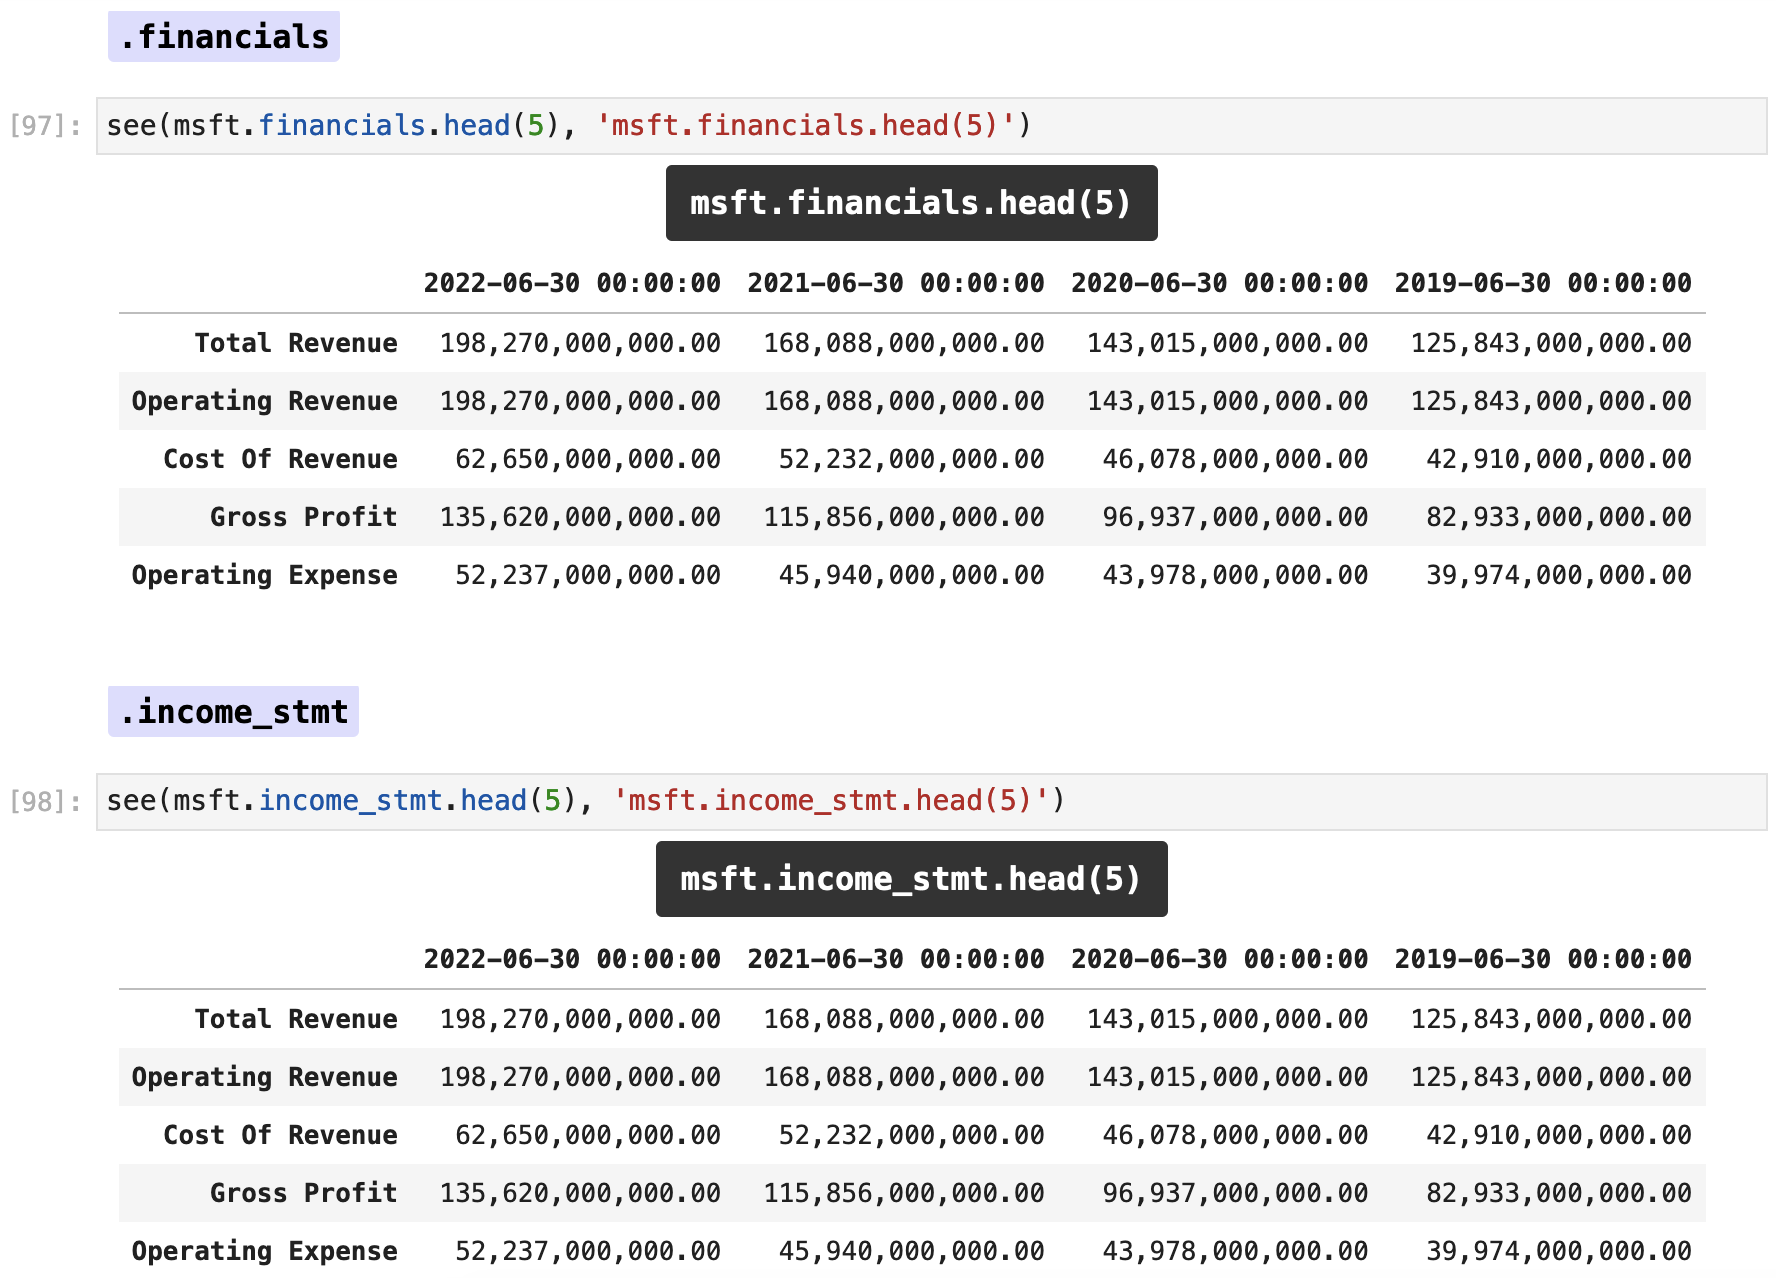 .financials
[97]: see(msft.financials.head(5), 'msft.financials.head(5)')
msft.financials.head(5)
2022-06-30 00:00:00 2021-06-30 00:00:00 2020-06-30 00:00:00 2019-06-30 00:00:00
Total Revenue 198,270,000,000.00 168,088,000,000.00 143,015,000,000.00 125,843,000,000.00
Operating Revenue 198,270,000,000.00 168,088,000,000.00 143,015,000,000.00 125,843,000,000.00
Cost Of Revenue 62,650,000,000.00 52,232,000,000.00 46,078,000,000.00 42,910,000,000.00
Gross Profit 135,620,000,000.00 115,856,000,000.00 96,937,000,000.00 82,933,000,000.00
Operating Expense 52,237,000,000.00 45,940,000,000.00 43,978,000,000.00 39,974,000,000.00
.income_stmt
[98]: see(msft.income_stmt.head(5), 'msft.income_stmt.head(5)')
msft.income_stmt.head(5)
2022-06-30 00:00:00 2021-06-30 00:00:00 2020-06-30 00:00:00 2019-06-30 00:00:00
Total Revenue 198,270,000,000.00 168,088,000,000.00 143,015,000,000.00 125,843,000,000.00
Operating Revenue 198,270,000,000.00 168,088,000,000.00 143,015,000,000.00 125,843,000,000.00
Cost Of Revenue 62,650,000,000.00 52,232,000,000.00 46,078,000,000.00 42,910,000,000.00
Gross Profit 135,620,000,000.00 115,856,000,000.00 96,937,000,000.00 82,933,000,000.00
Operating Expense 52,237,000,000.00 45,940,000,000.00 43,978,000,000.00 39,974,000,000.00